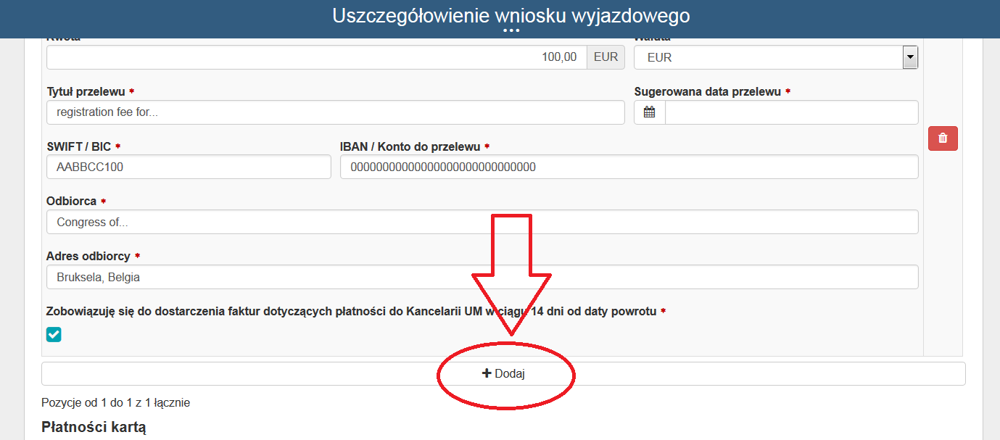 Uszczegółowienie wniosku wyjazdowego
Kwota Waluta
100,00 EUR EUR
Tytuł przelewu * Sugerowana data przelewu *
registration fee for...
SWIFT / BIC * IBAN / Konto do przelewu *
AABBCC100 00000000000000000000000000
Odbiorca *
Congress of...
Adres odbiorcy *
Bruksela, Belgia
Zobowiązuję się do dostarczenia faktur dotyczących płatności do Kancelarii UM w ciągu 14 dni od daty powrotu *
+ Dodaj
Pozycje od 1 do 1 z 1 łącznie
Płatności kartą